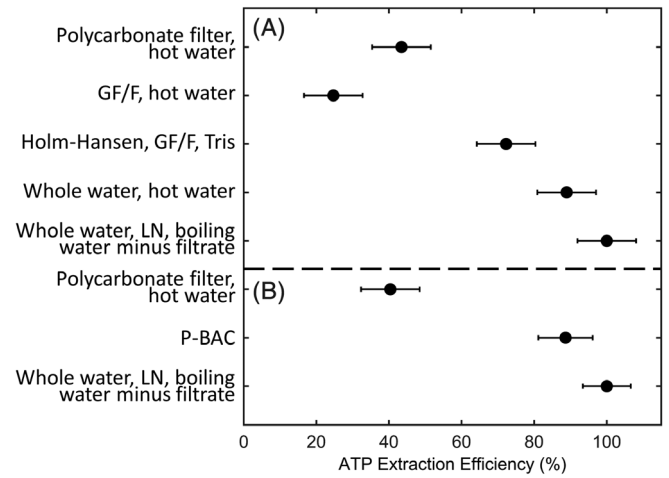 (A)
Polycarbonate filter,
hot water
GF/F, hot water
Holm-Hansen, GF/F, Tris
Whole water, hot water
Whole water, LN, boiling
water minus filtrate
(B)
Polycarbonate filter,
hot water
P-BAC
Whole water, LN, boiling
water minus filtrate
0 20 40 60 80 100
ATP Extraction Efficiency (%)